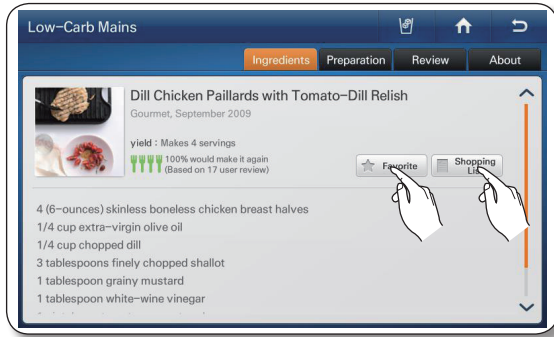 Low-Carb Mains
Ingredients Preparation Review About
Dill Chicken Paillards with Tomato-Dill Relish
Gourmet, September 2009
yield : Makes 4 servings
100% would make it again
(Based on 17 user review)
Favorite
Shopping
List
4 (6-ounces) skinless boneless chicken breast halves
1/4 cup extra-virgin olive oil
1/4 cup chopped dill
3 tablespoons finely chopped shallot
1 tablespoon grainy mustard
1 tablespoon white-wine vinegar